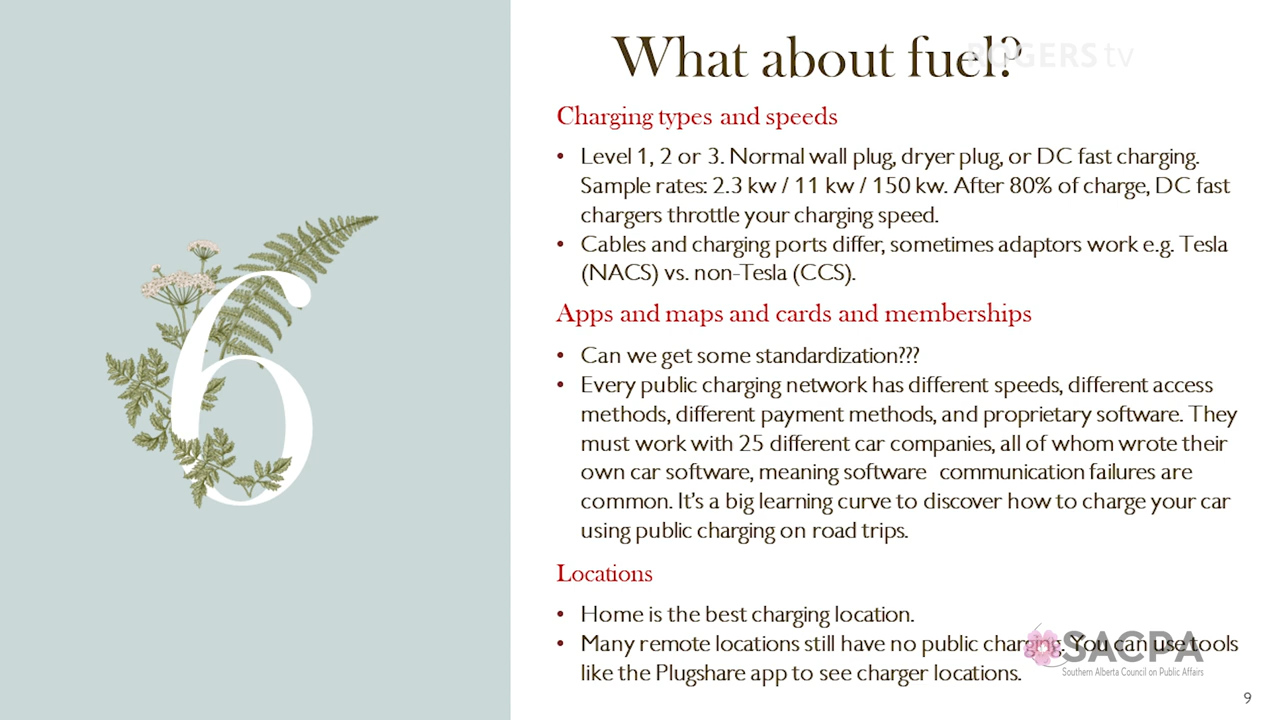 What about fuel?
ROGERS tv
Charging types and speeds
• Level 1, 2 or 3. Normal wall plug, dryer plug, or DC fast charging.
Sample rates: 2.3 kw / 11 kw / 150 kw. After 80% of charge, DC fast
chargers throttle your charging speed.
• Cables and charging ports differ, sometimes adaptors work e.g. Tesla
(NACS) vs. non-Tesla (CCS).
Apps and maps and cards and memberships
• Can we get some standardization???
• Every public charging network has different speeds, different access
methods, different payment methods, and proprietary software. They
must work with 25 different car companies, all of whom wrote their
own car software, meaning software communication failures are
common. It's a big learning curve to discover how to charge your car
using public charging on road trips.
Locations
• Home is the best charging location.
• Many remote locations still have no public charging. You can use tools
like the Plugshare app to see charger locations.
6
SACPA
Southern Alberta Council on Public Affairs
9